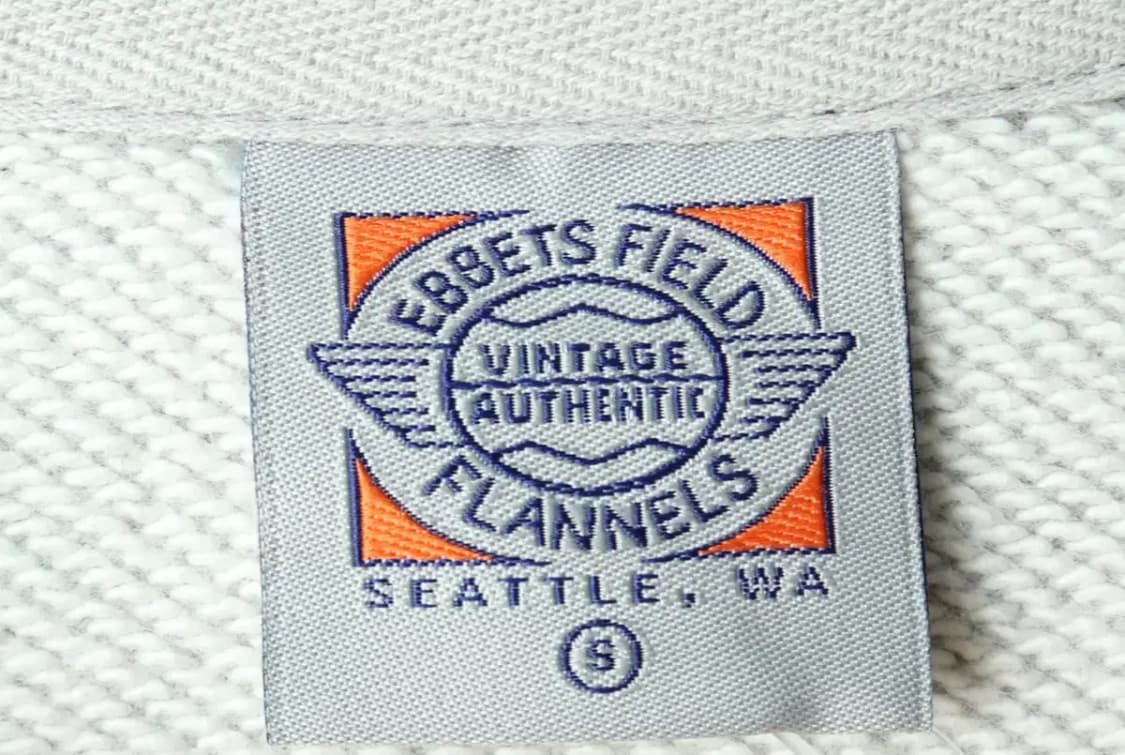 EBBETS FIELD
VINTAGE
AUTHENTIC
FLANNELS
SEATTLE, WA
S